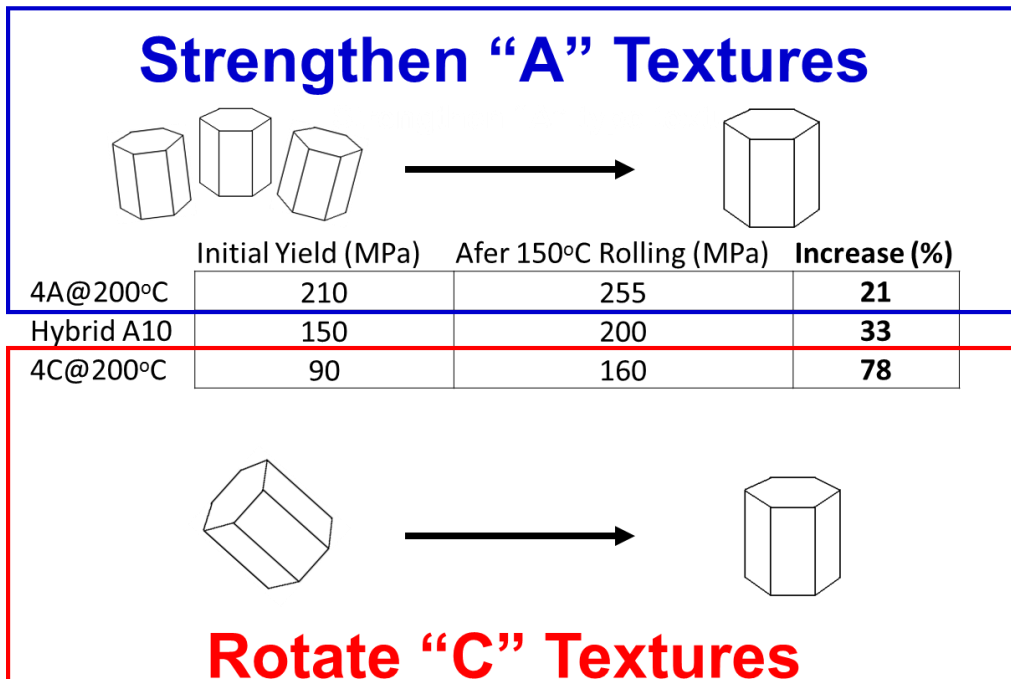 Strengthen “A” Textures
Initial Yield (MPa) Afer 150ᵒC Rolling (MPa) Increase (%)
4A@200ᵒC 210 255 21
Hybrid A10 150 200 33
4C@200ᵒC 90 160 78
Rotate “C” Textures